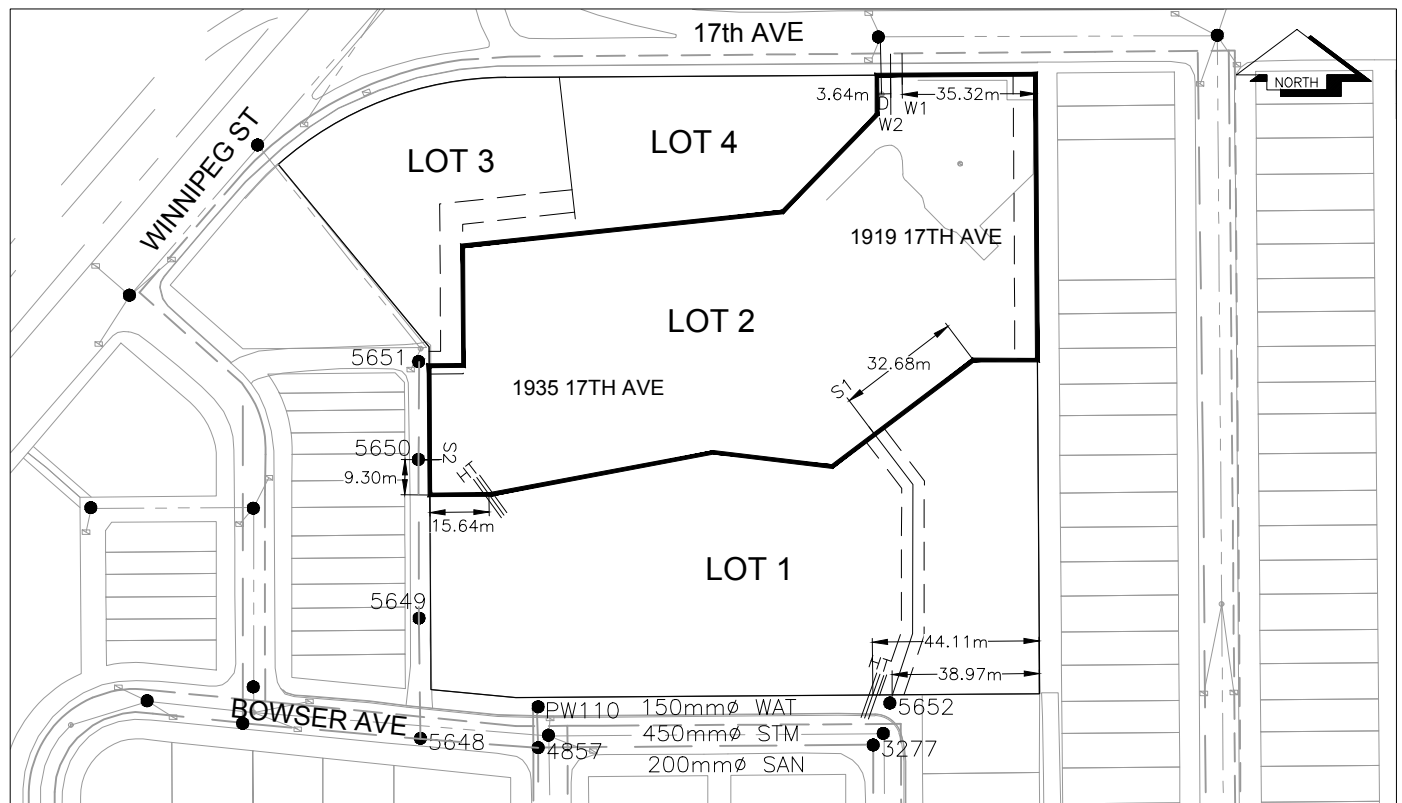 17th AVE
NORTH
3.64m
D
W1
35.32m
W2
WINNIPEG ST
LOT 3
LOT 4
1919 17TH AVE
LOT 2
5651
32.68m
S1
1935 17TH AVE
5650
S2
9.30m
H
T
15.64m
LOT 1
5649
44.11m
H
T
38.97m
BOWSER AVE
PW110
150mmø WAT
5652
5648
4857
450mmø STM
3277
200mmø SAN